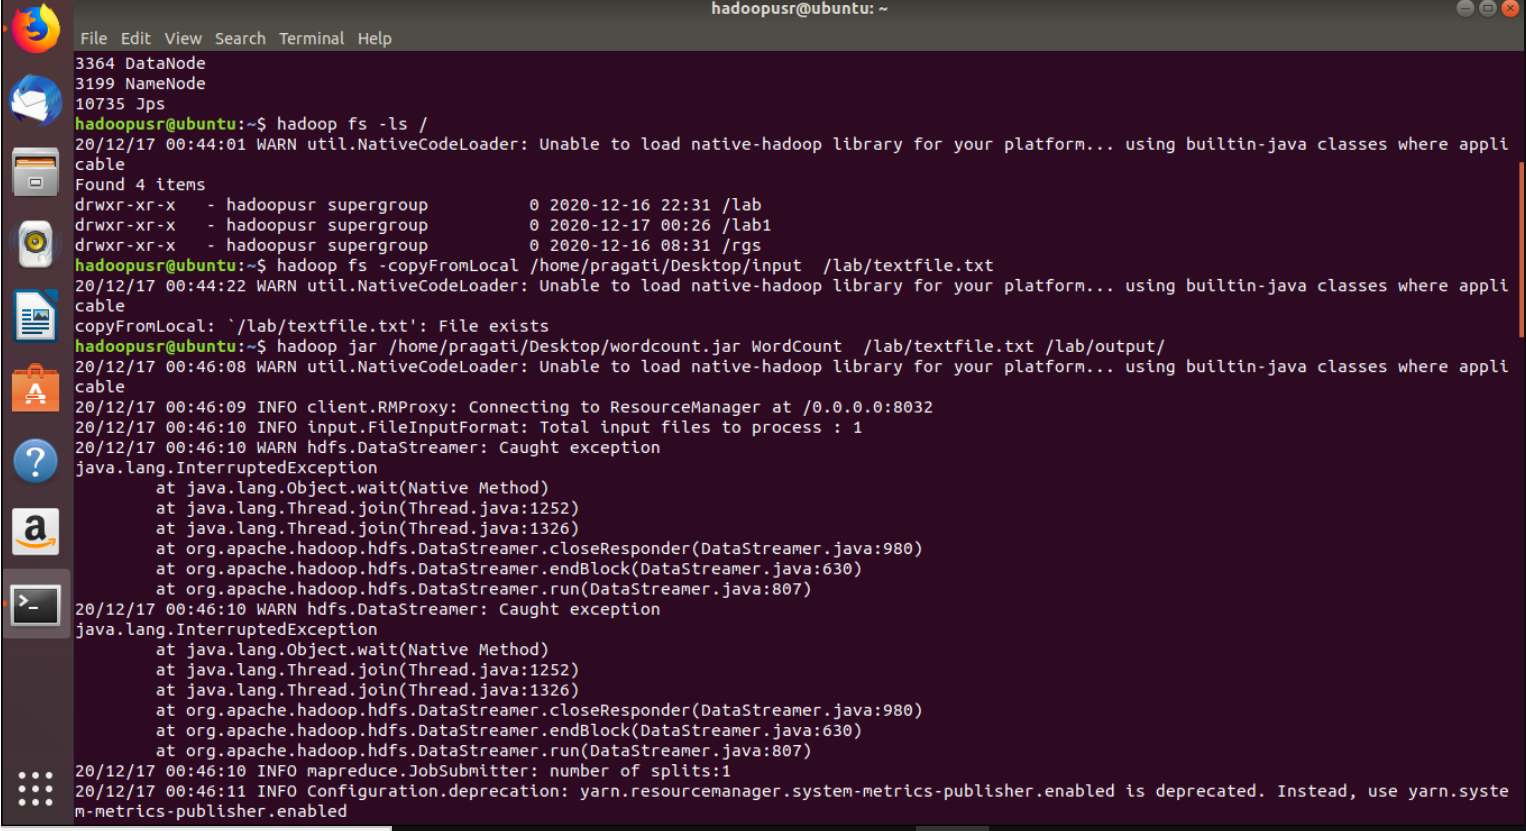 hadoopusr@ubuntu: ~
File Edit View Search Terminal Help
3364 DataNode
3199 NameNode
10735 Jps
hadoopusr@ubuntu:~$ hadoop fs -ls /
20/12/17 00:44:01 WARN util.NativeCodeLoader: Unable to load native-hadoop library for your platform... using builtin-java classes where appli
cable
Found 4 items
drwxr-xr-x   - hadoopusr supergroup          0 2020-12-16 22:31 /lab
drwxr-xr-x   - hadoopusr supergroup          0 2020-12-17 00:26 /lab1
drwxr-xr-x   - hadoopusr supergroup          0 2020-12-16 08:31 /rgs
hadoopusr@ubuntu:~$ hadoop fs -copyFromLocal /home/pragati/Desktop/input  /lab/textfile.txt
20/12/17 00:44:22 WARN util.NativeCodeLoader: Unable to load native-hadoop library for your platform... using builtin-java classes where appli
cable
copyFromLocal: `/lab/textfile.txt': File exists
hadoopusr@ubuntu:~$ hadoop jar /home/pragati/Desktop/wordcount.jar WordCount  /lab/textfile.txt /lab/output/
20/12/17 00:46:08 WARN util.NativeCodeLoader: Unable to load native-hadoop library for your platform... using builtin-java classes where appli
cable
20/12/17 00:46:09 INFO client.RMProxy: Connecting to ResourceManager at /0.0.0.0:8032
20/12/17 00:46:10 INFO input.FileInputFormat: Total input files to process : 1
20/12/17 00:46:10 WARN hdfs.DataStreamer: Caught exception
java.lang.InterruptedException
        at java.lang.Object.wait(Native Method)
        at java.lang.Thread.join(Thread.java:1252)
        at java.lang.Thread.join(Thread.java:1326)
        at org.apache.hadoop.hdfs.DataStreamer.closeResponder(DataStreamer.java:980)
        at org.apache.hadoop.hdfs.DataStreamer.endBlock(DataStreamer.java:630)
        at org.apache.hadoop.hdfs.DataStreamer.run(DataStreamer.java:807)
20/12/17 00:46:10 WARN hdfs.DataStreamer: Caught exception
java.lang.InterruptedException
        at java.lang.Object.wait(Native Method)
        at java.lang.Thread.join(Thread.java:1252)
        at java.lang.Thread.join(Thread.java:1326)
        at org.apache.hadoop.hdfs.DataStreamer.closeResponder(DataStreamer.java:980)
        at org.apache.hadoop.hdfs.DataStreamer.endBlock(DataStreamer.java:630)
        at org.apache.hadoop.hdfs.DataStreamer.run(DataStreamer.java:807)
20/12/17 00:46:10 INFO mapreduce.JobSubmitter: number of splits:1
20/12/17 00:46:11 INFO Configuration.deprecation: yarn.resourcemanager.system-metrics-publisher.enabled is deprecated. Instead, use yarn.syste
m-metrics-publisher.enabled